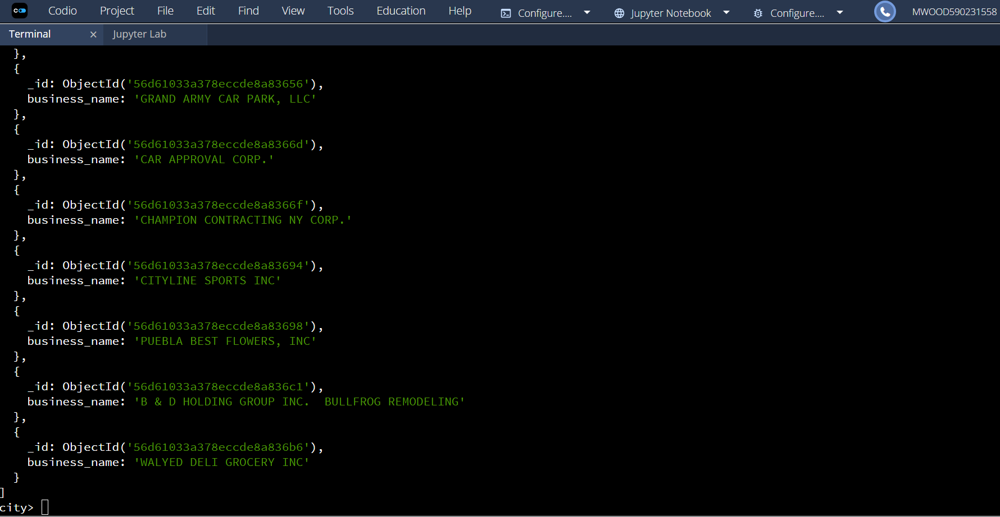 CO
Codio Project File Edit Find View Tools Education Help Configure.... Jupyter Notebook Configure.... MWOOD590231558
Terminal × Jupyter Lab
},
{
_id: ObjectId('56d61033a378eccde8a83656'),
business_name: 'GRAND ARMY CAR PARK, LLC'
},
{
_id: ObjectId('56d61033a378eccde8a8366d'),
business_name: 'CAR APPROVAL CORP.'
},
{
_id: ObjectId('56d61033a378eccde8a8366f'),
business_name: 'CHAMPION CONTRACTING NY CORP.'
},
{
_id: ObjectId('56d61033a378eccde8a83694'),
business_name: 'CITYLINE SPORTS INC'
},
{
_id: ObjectId('56d61033a378eccde8a83698'),
business_name: 'PUEBLA BEST FLOWERS, INC'
},
{
_id: ObjectId('56d61033a378eccde8a836c1'),
business_name: 'B & D HOLDING GROUP INC.  BULLFROG REMODELING'
},
{
_id: ObjectId('56d61033a378eccde8a836b6'),
business_name: 'WALYED DELI GROCERY INC'
}
]
city>